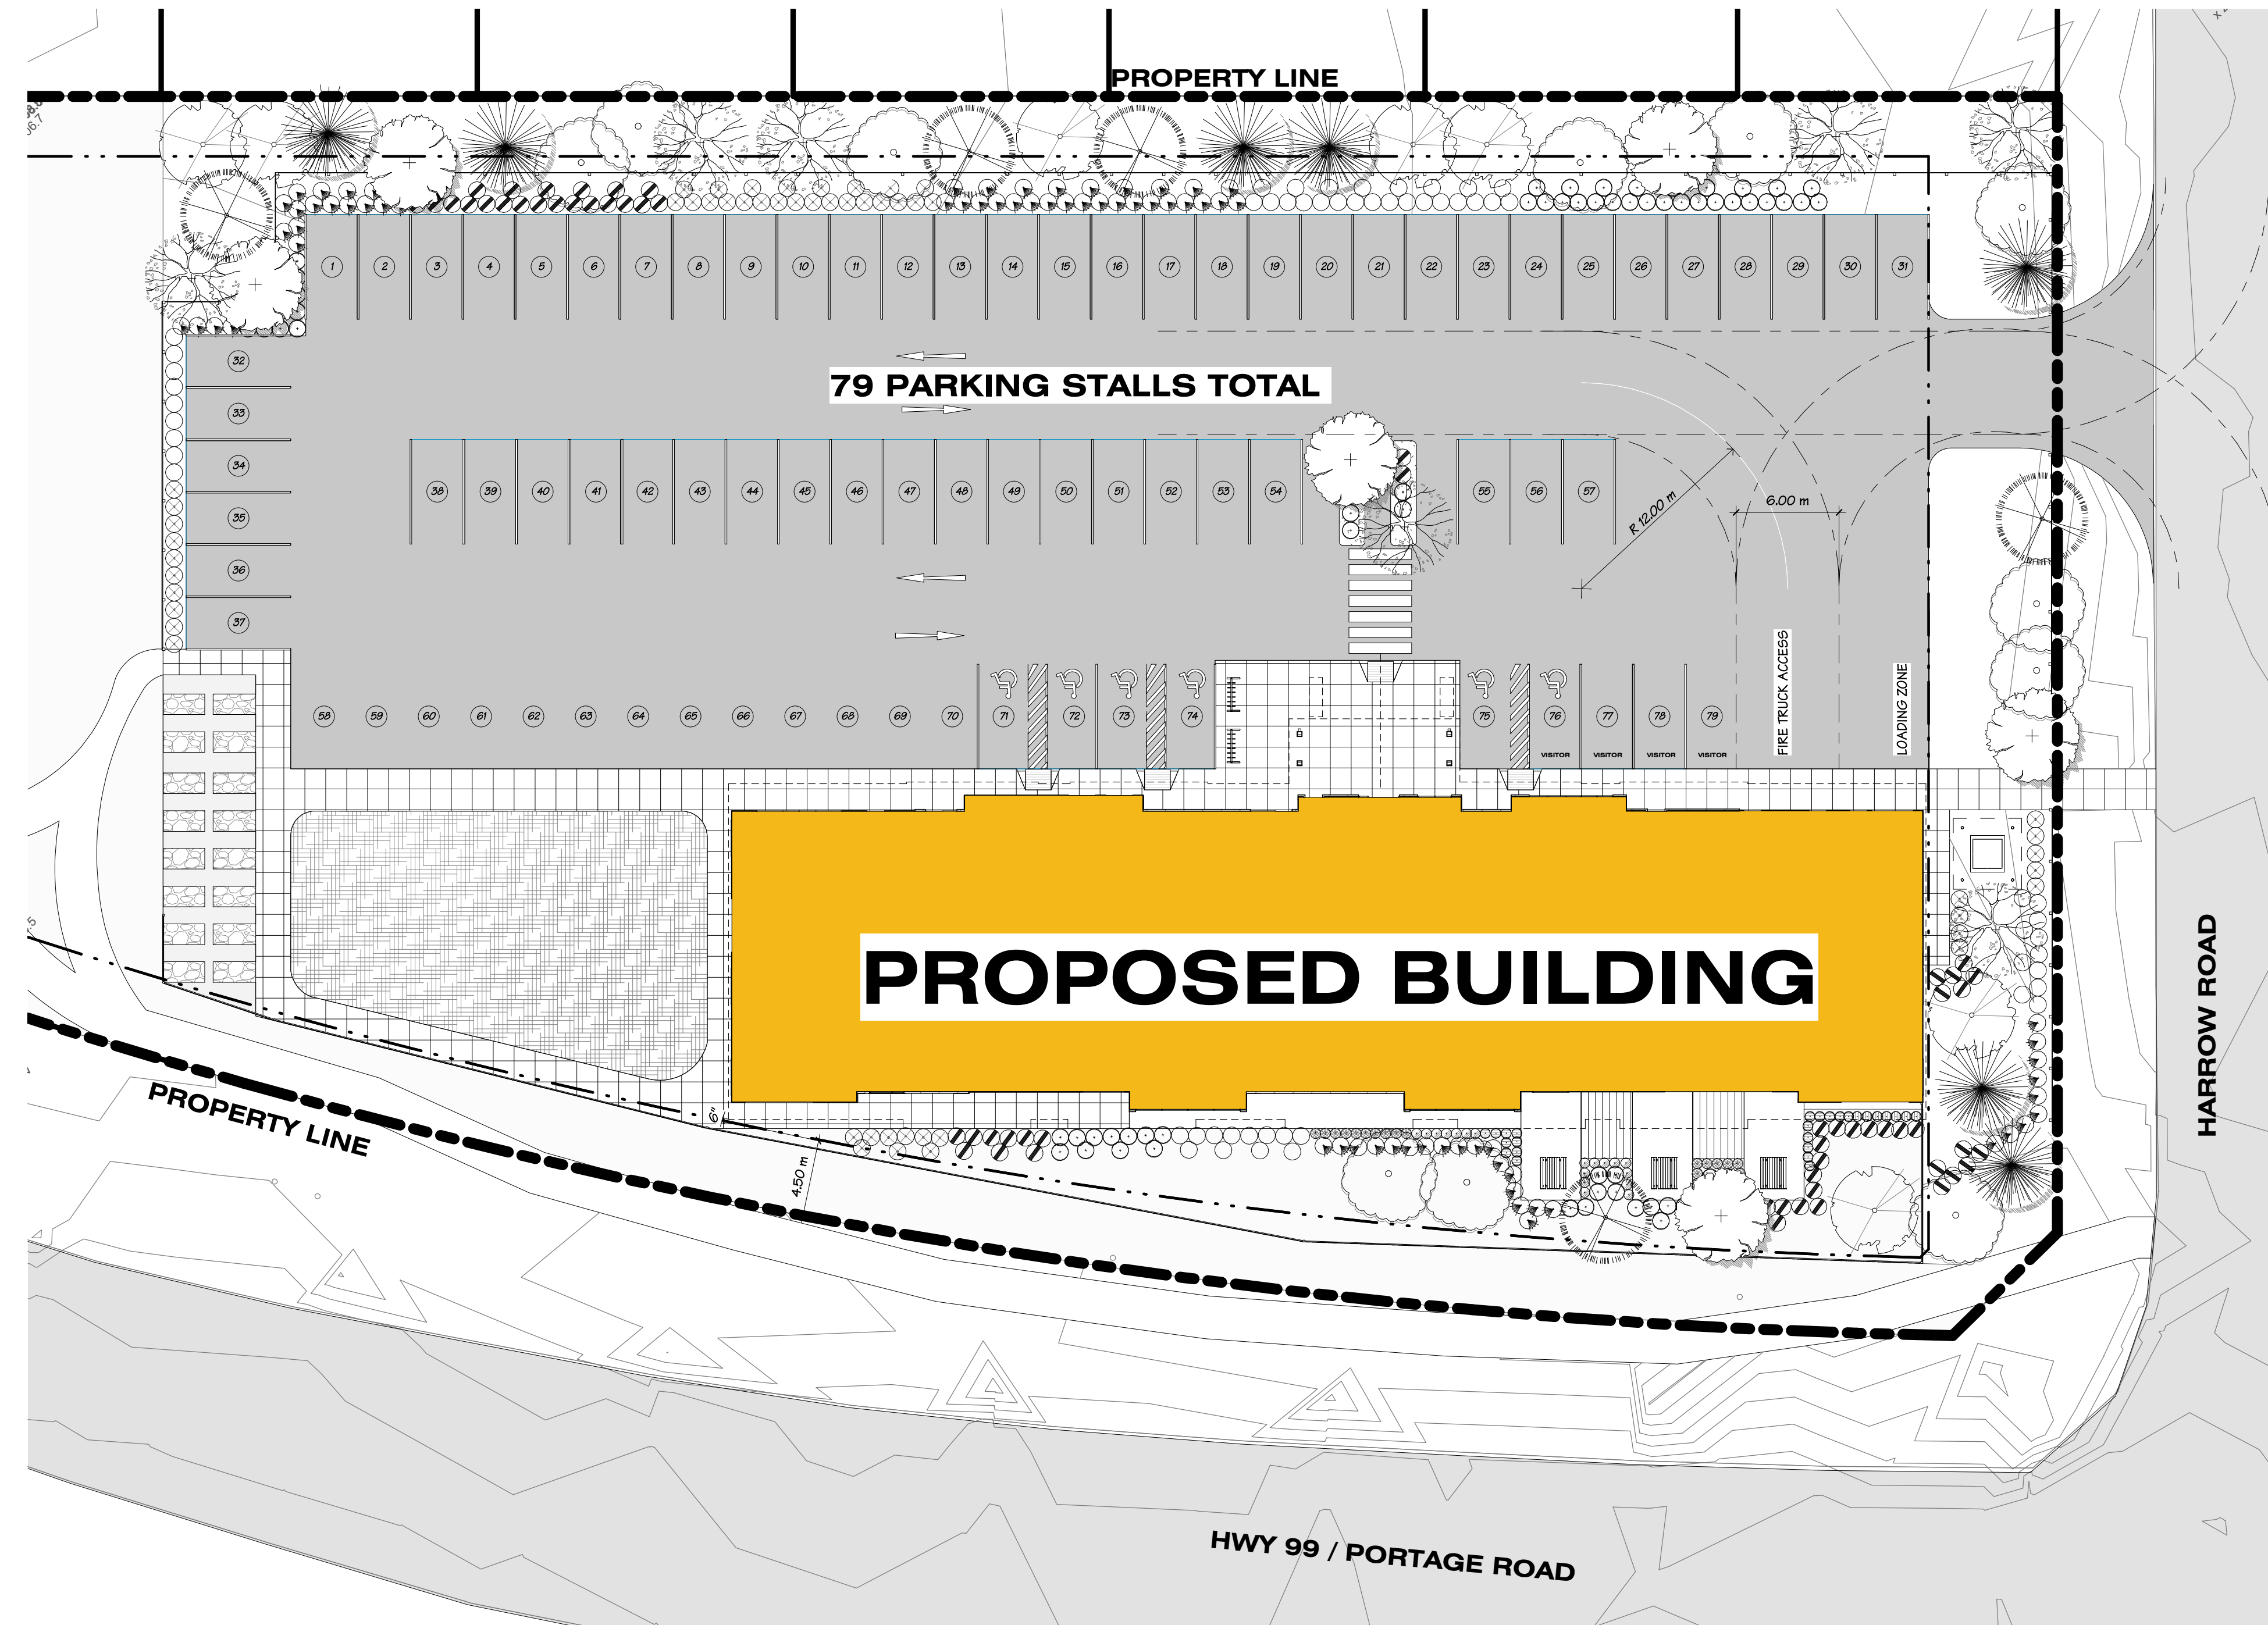 PROPERTY LINE
1 2 3 4 5 6 7 8 9 10 11 12 13 14 15 16 17 18 19 20 21 22 23 24 25 26 27 28 29 30 31
32
79 PARKING STALLS TOTAL
33
34
35
36
37
38 39 40 41 42 43 44 45 46 47 48 49 50 51 52 53 54 55 56 57
R 12.00 m
6.00 m
FIRE TRUCK ACCESS
LOADING ZONE
58 59 60 61 62 63 64 65 66 67 68 69 70 71 72 73 74 75 76 77 78 79
VISITOR VISITOR VISITOR VISITOR
PROPOSED BUILDING
HARROW ROAD
PROPERTY LINE
6"
4.50 m
HWY 99 / PORTAGE ROAD